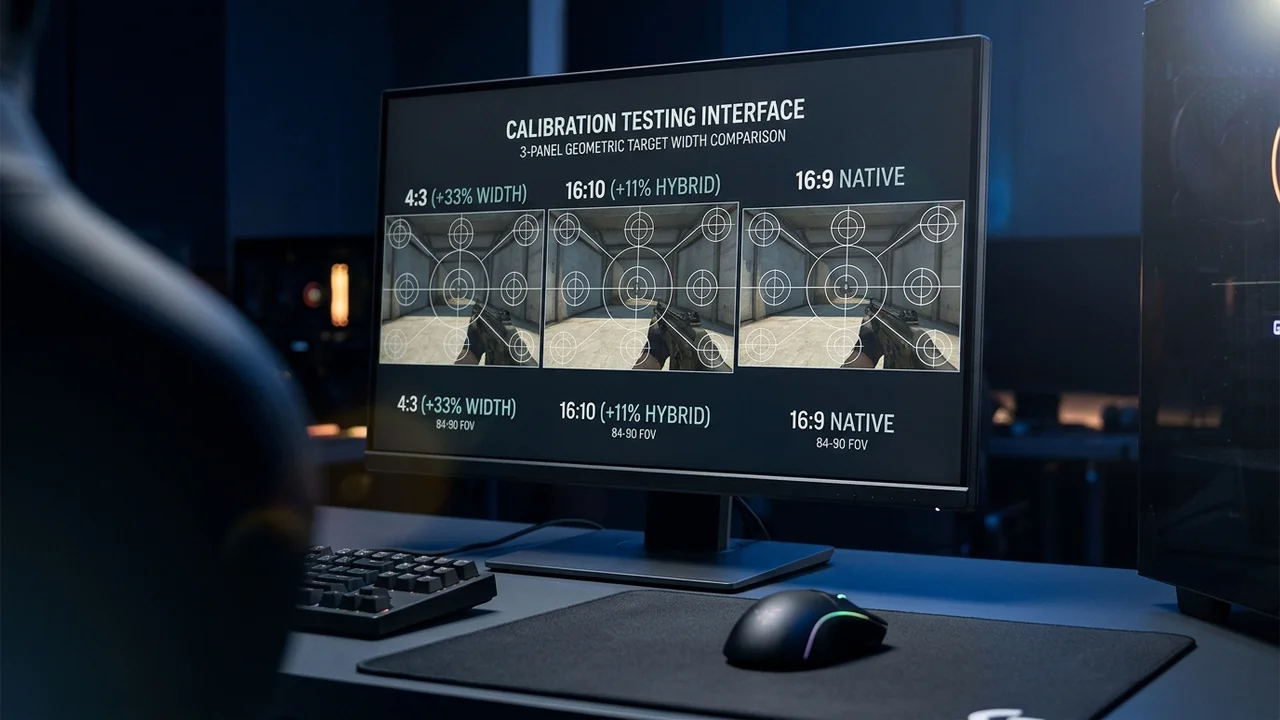 CALIBRATION TESTING INTERFACE
3-PANEL GEOMETRIC TARGET WIDTH COMPARISON
4:3 (+33% WIDTH)
16:10 (+11% HYBRID)
16:9 NATIVE
4:3 (+33% WIDTH)
84-90 FOV
16:10 (+11% HYBRID)
84-90 FOV
16:9 NATIVE
84-90 FOV
G